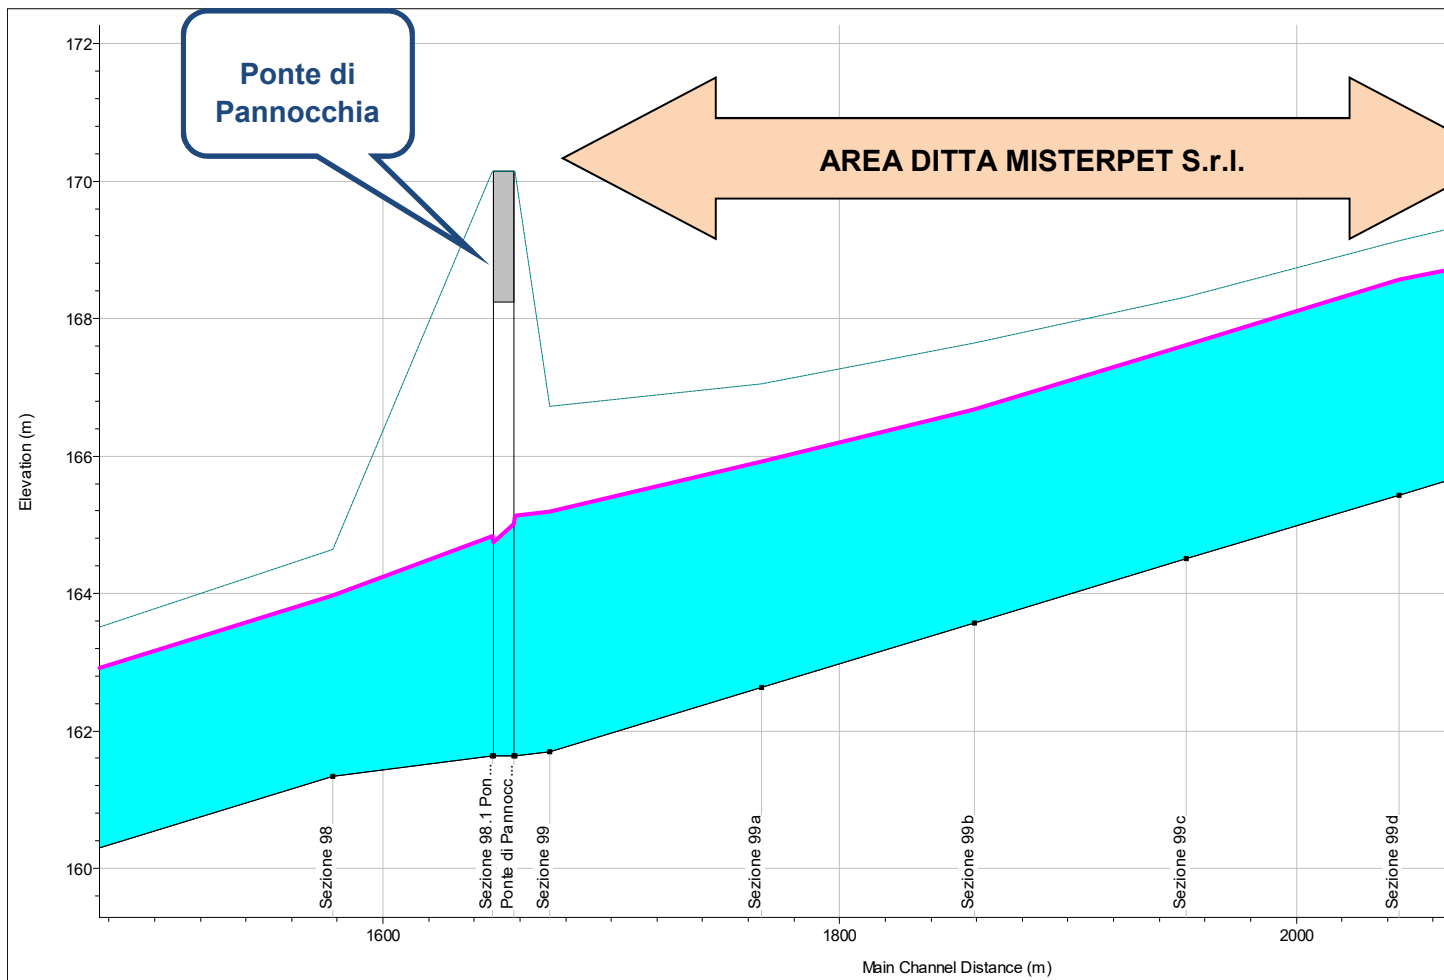 Ponte di
Pannocchia
AREA DITTA MISTERPET S.r.l.
172
170
168
166
164
162
160
Elevation (m)
Sezione 98
Sezione 98.1 Pon...
Ponte di Pannocc...
Sezione 99
Sezione 99a
Sezione 99b
Sezione 99c
Sezione 99d
1600
1800
2000
Main Channel Distance (m)